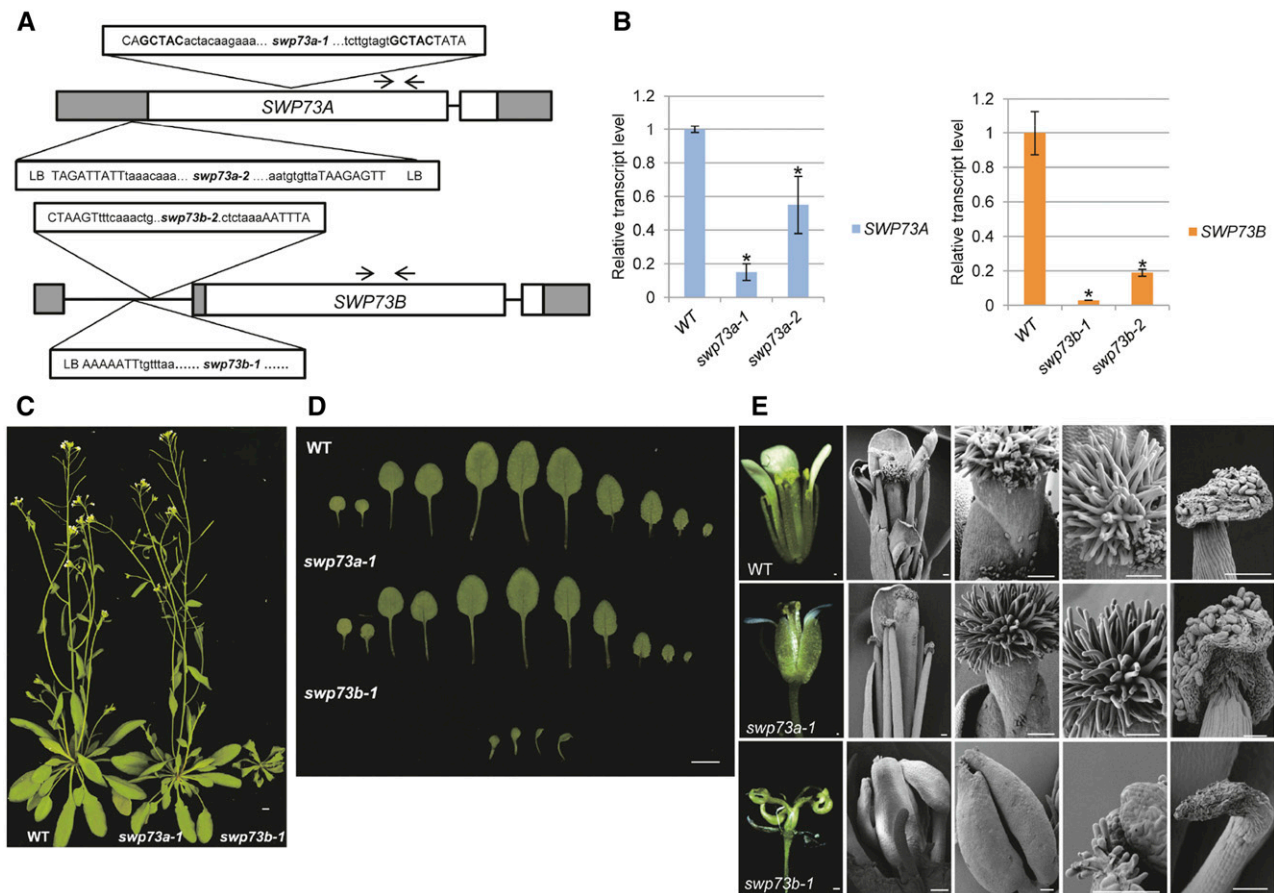 A
CAGCTACactacaagaaa... swp73a-1 ...tcttgtagtGCTACTATA
SWP73A
LB TAGATTATTTaaacaaa... swp73a-2 ....aatgtgttaTAAGAGTT LB
CTAAGTtttcaaactg..swp73b-2.ctctaaaAATTTA
SWP73B
LB AAAAATTtgtttaa...... swp73b-1 ......
B
Relative transcript level
1.2
1
0.8
0.6
0.4
0.2
0
*
*
WT
swp73a-1
swp73a-2
SWP73A
Relative transcript level
1.2
1
0.8
0.6
0.4
0.2
0
*
*
WT
swp73b-1
swp73b-2
SWP73B
C
WT
swp73a-1
swp73b-1
D
WT
swp73a-1
swp73b-1
E
WT
swp73a-1
swp73b-1